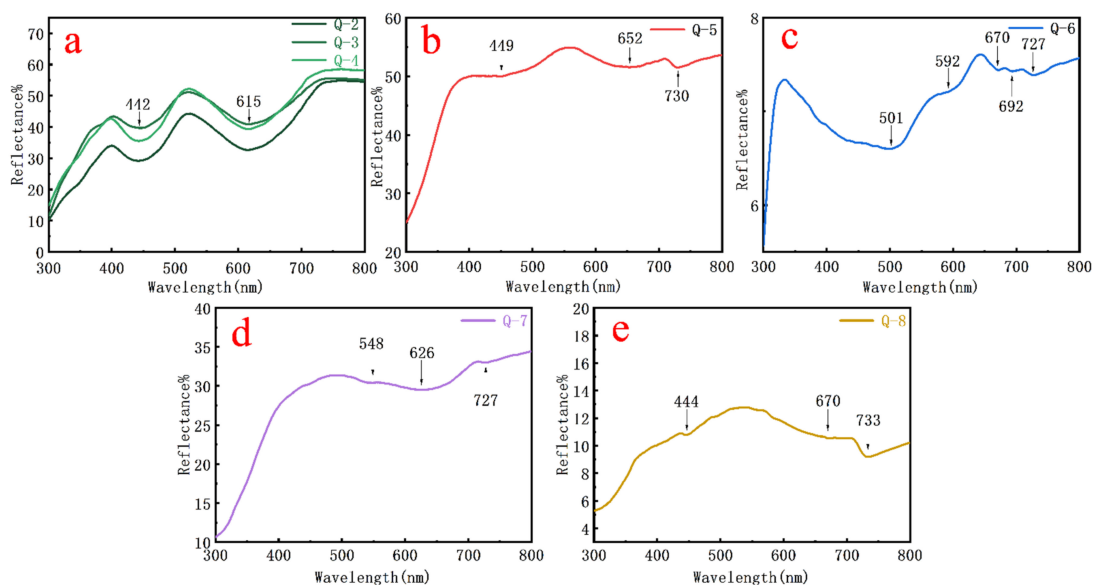 a
Q-2
Q-3
Q-4
442
615
Reflectance%
0
10
20
30
40
50
60
70
300 400 500 600 700 800
Wavelength(nm)
b
Q-5
449
652
730
Reflectance%
20
30
40
50
60
300 400 500 600 700 800
Wavelength(nm)
c
Q-6
670
727
592
692
501
Reflectance%
6
8
300 400 500 600 700 800
Wavelength(nm)
d
Q-7
548
626
727
Reflectance%
10
15
20
25
30
35
40
300 400 500 600 700 800
Wavelength(nm)
e
Q-8
444
670
733
Reflectance%
4
6
8
10
12
14
16
18
20
300 400 500 600 700 800
Wavelength(nm)